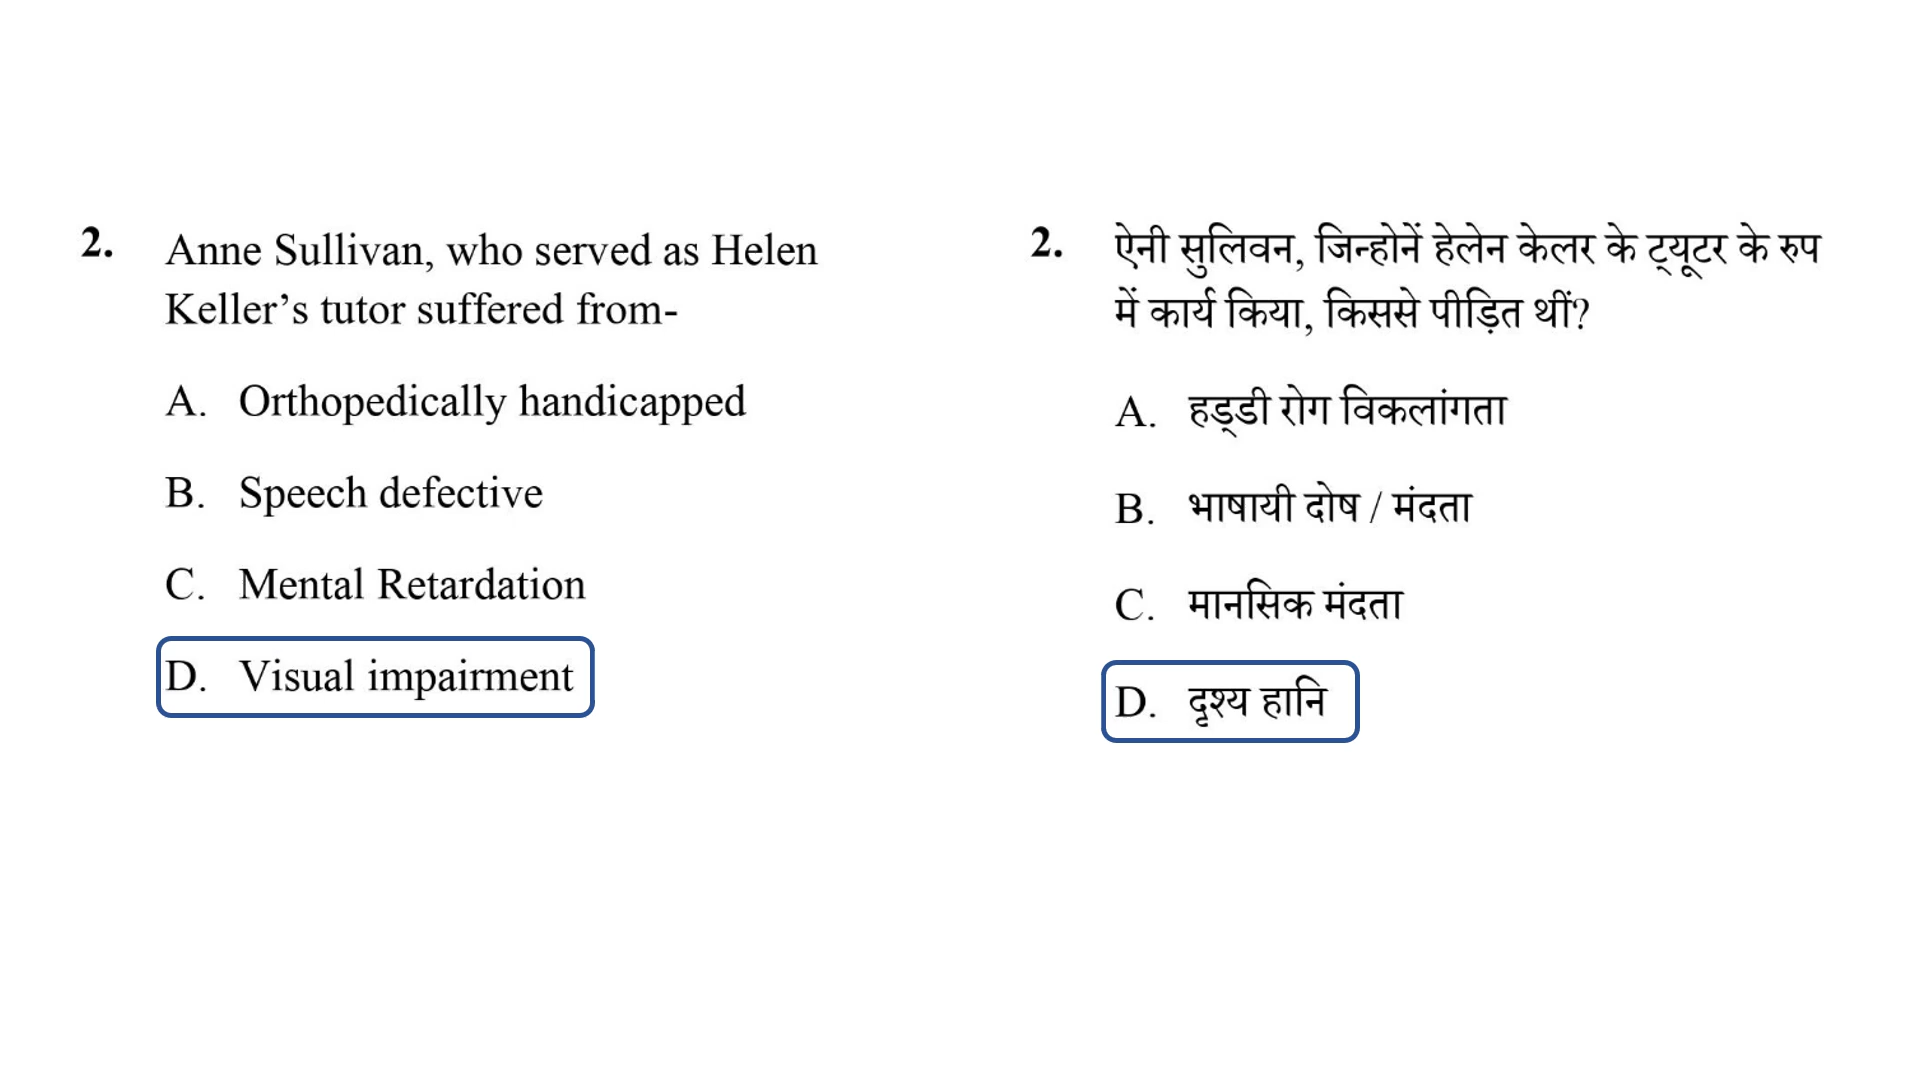 2. Anne Sullivan, who served as Helen
Keller’s tutor suffered from-
A. Orthopedically handicapped
B. Speech defective
C. Mental Retardation
D. Visual impairment
2. ऐनी सुलिवन, जिन्होनें हेलेन केलर के ट्यूटर के रुप
में कार्य किया, किससे पीड़ित थीं?
A. हड्डी रोग विकलांगता
B. भाषायी दोष / मंदता
C. मानसिक मंदता
D. दृश्य हानि